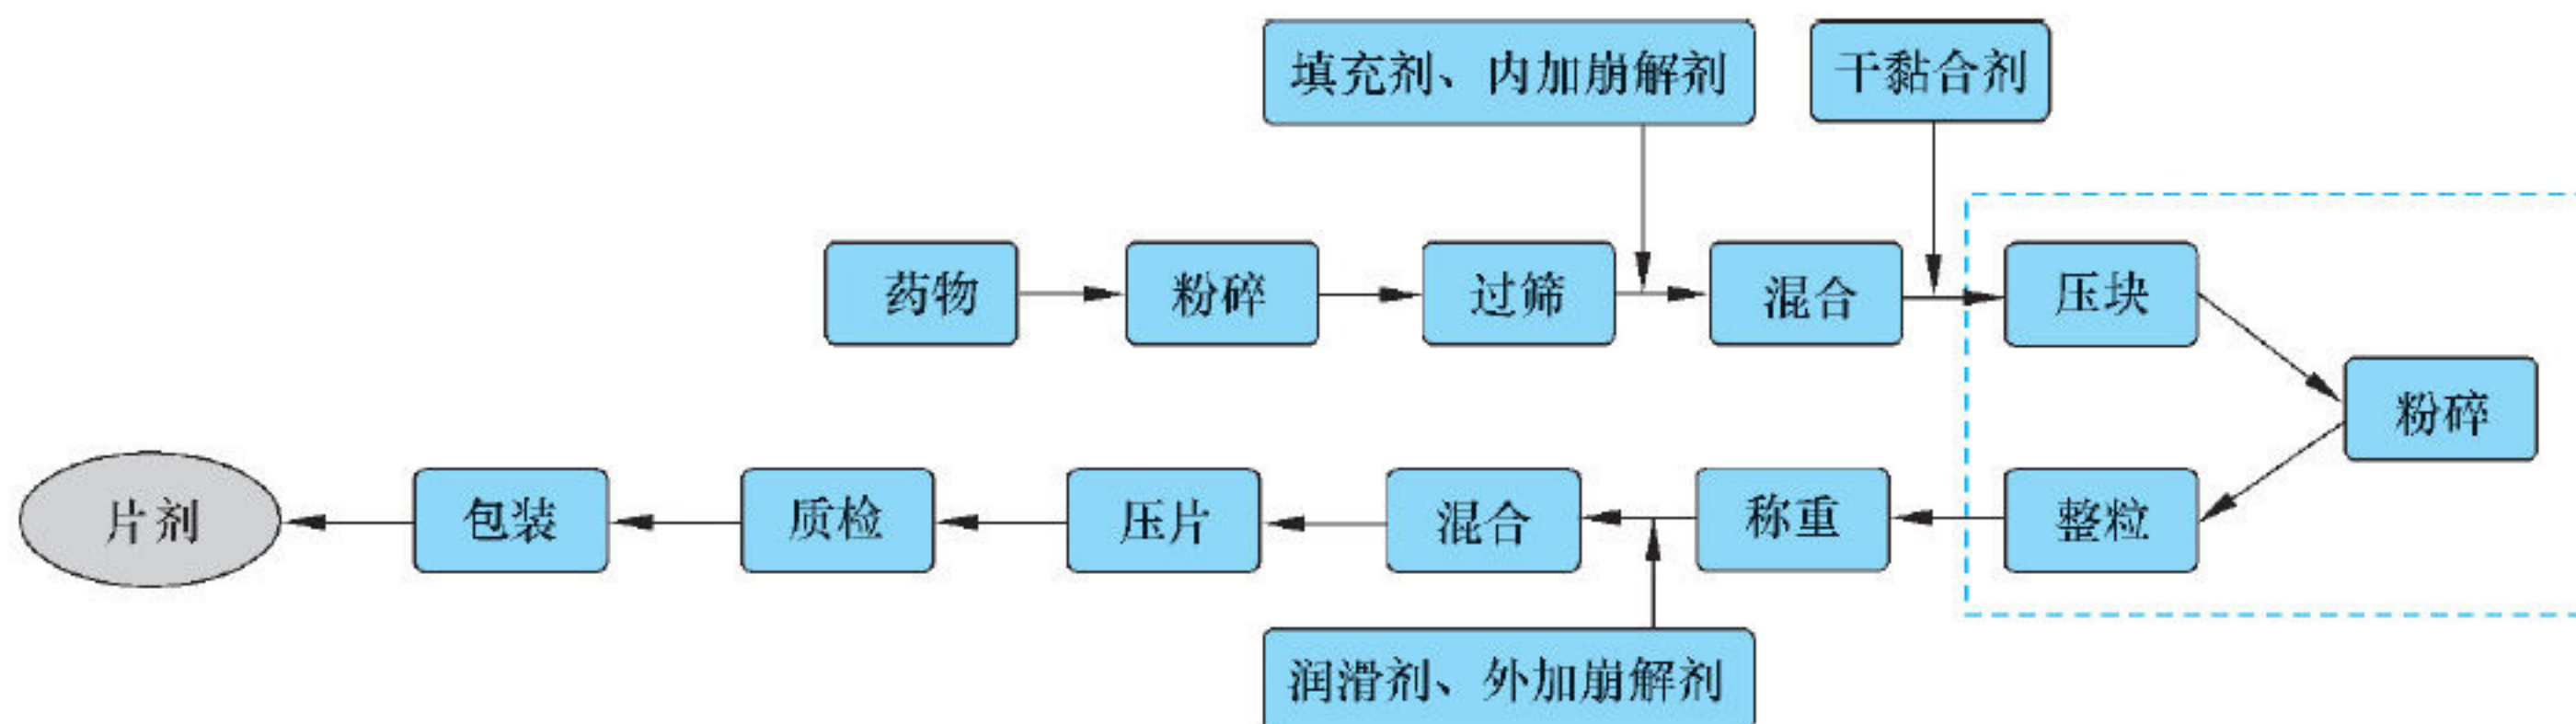 填充剂、内加崩解剂
干黏合剂
药物
粉碎
过筛
混合
压块
粉碎
整粒
称重
混合
压片
质检
包装
片剂
润滑剂、外加崩解剂